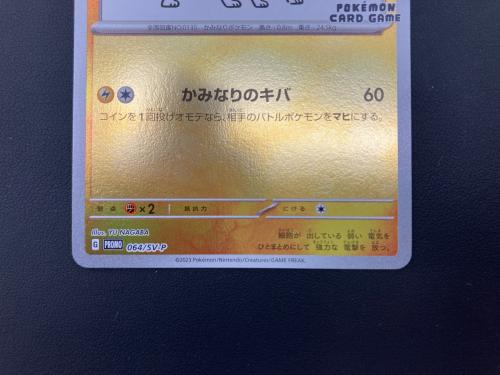 POKÉMON
CARD GAME
全国図鑑NO.0135 かみなりポケモン 高さ:0.8m 重さ:24.5kg
かみなりのキバ 60
コインを1回投げオモテなら、相手のバトルポケモンをマヒにする。
弱点 ×2 抵抗力 にげる
Illus. YU NAGABA
G PROMO 064/SV-P
細胞が 出している 弱い 電気を
ひとまとめにして 強力な 電撃を 放つ。
©2023 Pokémon/Nintendo/Creatures/GAME FREAK.